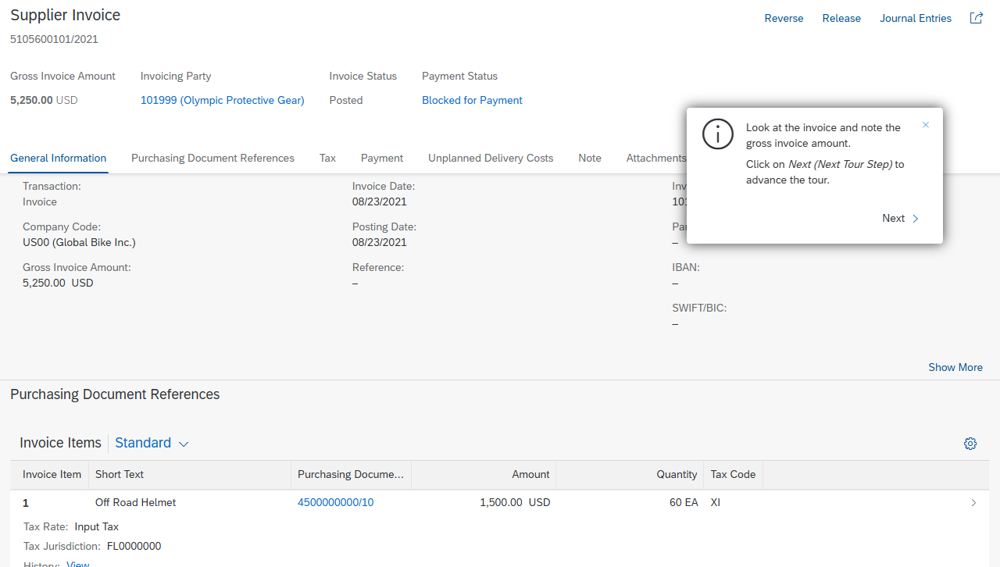 Supplier Invoice
Reverse Release Journal Entries
5105600101/2021
Gross Invoice Amount Invoicing Party Invoice Status Payment Status
5,250.00 USD 101999 (Olympic Protective Gear) Posted Blocked for Payment
Look at the invoice and note the
gross invoice amount.
Click on Next (Next Tour Step) to
advance the tour.
Next
General Information Purchasing Document References Tax Payment Unplanned Delivery Costs Note Attachments
Transaction: Invoice Date: Inv
Invoice 08/23/2021 101
Company Code: Posting Date: Par
US00 (Global Bike Inc.) 08/23/2021 –
Gross Invoice Amount: Reference: IBAN:
5,250.00 USD – –
SWIFT/BIC:
–
Show More
Purchasing Document References
Invoice Items Standard
Invoice Item Short Text Purchasing Docume... Amount Quantity Tax Code
1 Off Road Helmet 4500000000/10 1,500.00 USD 60 EA XI
Tax Rate: Input Tax
Tax Jurisdiction: FL0000000
History: View